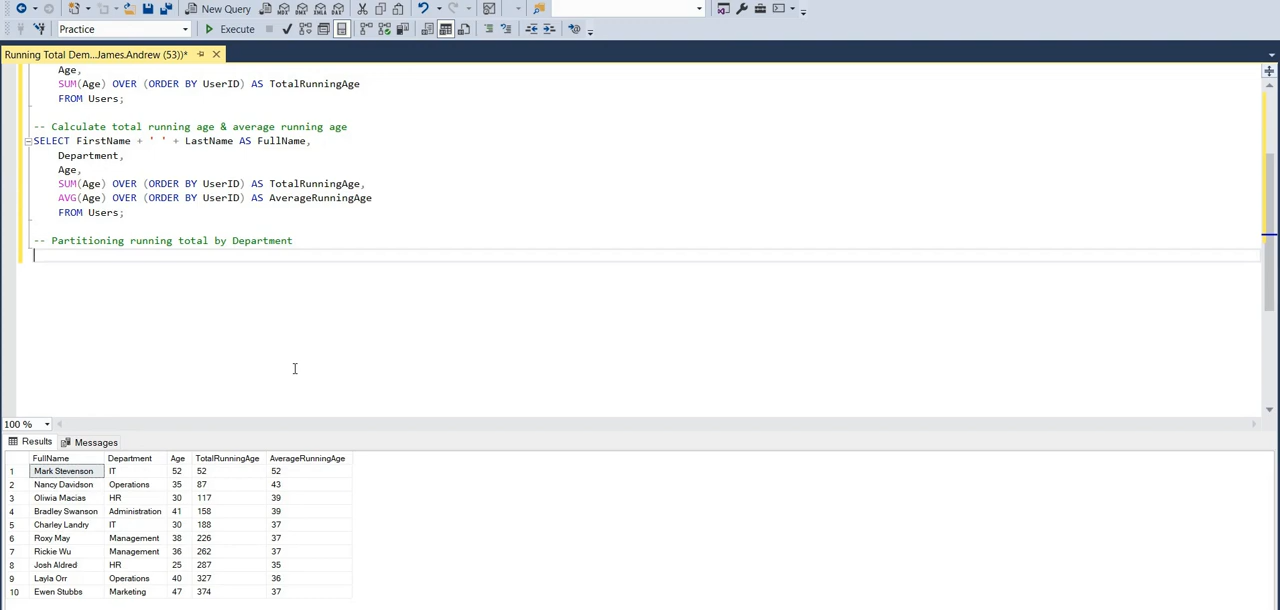 New Query
Practice
Execute
Running Total Dem...James.Andrew (53))*
Age,
SUM(Age) OVER (ORDER BY UserID) AS TotalRunningAge
FROM Users;
-- Calculate total running age & average running age
SELECT FirstName + ' ' + LastName AS FullName,
Department,
Age,
SUM(Age) OVER (ORDER BY UserID) AS TotalRunningAge,
AVG(Age) OVER (ORDER BY UserID) AS AverageRunningAge
FROM Users;
-- Partitioning running total by Department
100 %
Results Messages
FullName Department Age TotalRunningAge AverageRunningAge
1 Mark Stevenson IT 52 52 52
2 Nancy Davidson Operations 35 87 43
3 Oliwia Macias HR 30 117 39
4 Bradley Swanson Administration 41 158 39
5 Charley Landry IT 30 188 37
6 Roxy May Management 38 226 37
7 Rickie Wu Management 36 262 37
8 Josh Aldred HR 25 287 35
9 Layla Orr Operations 40 327 36
10 Ewen Stubbs Marketing 47 374 37